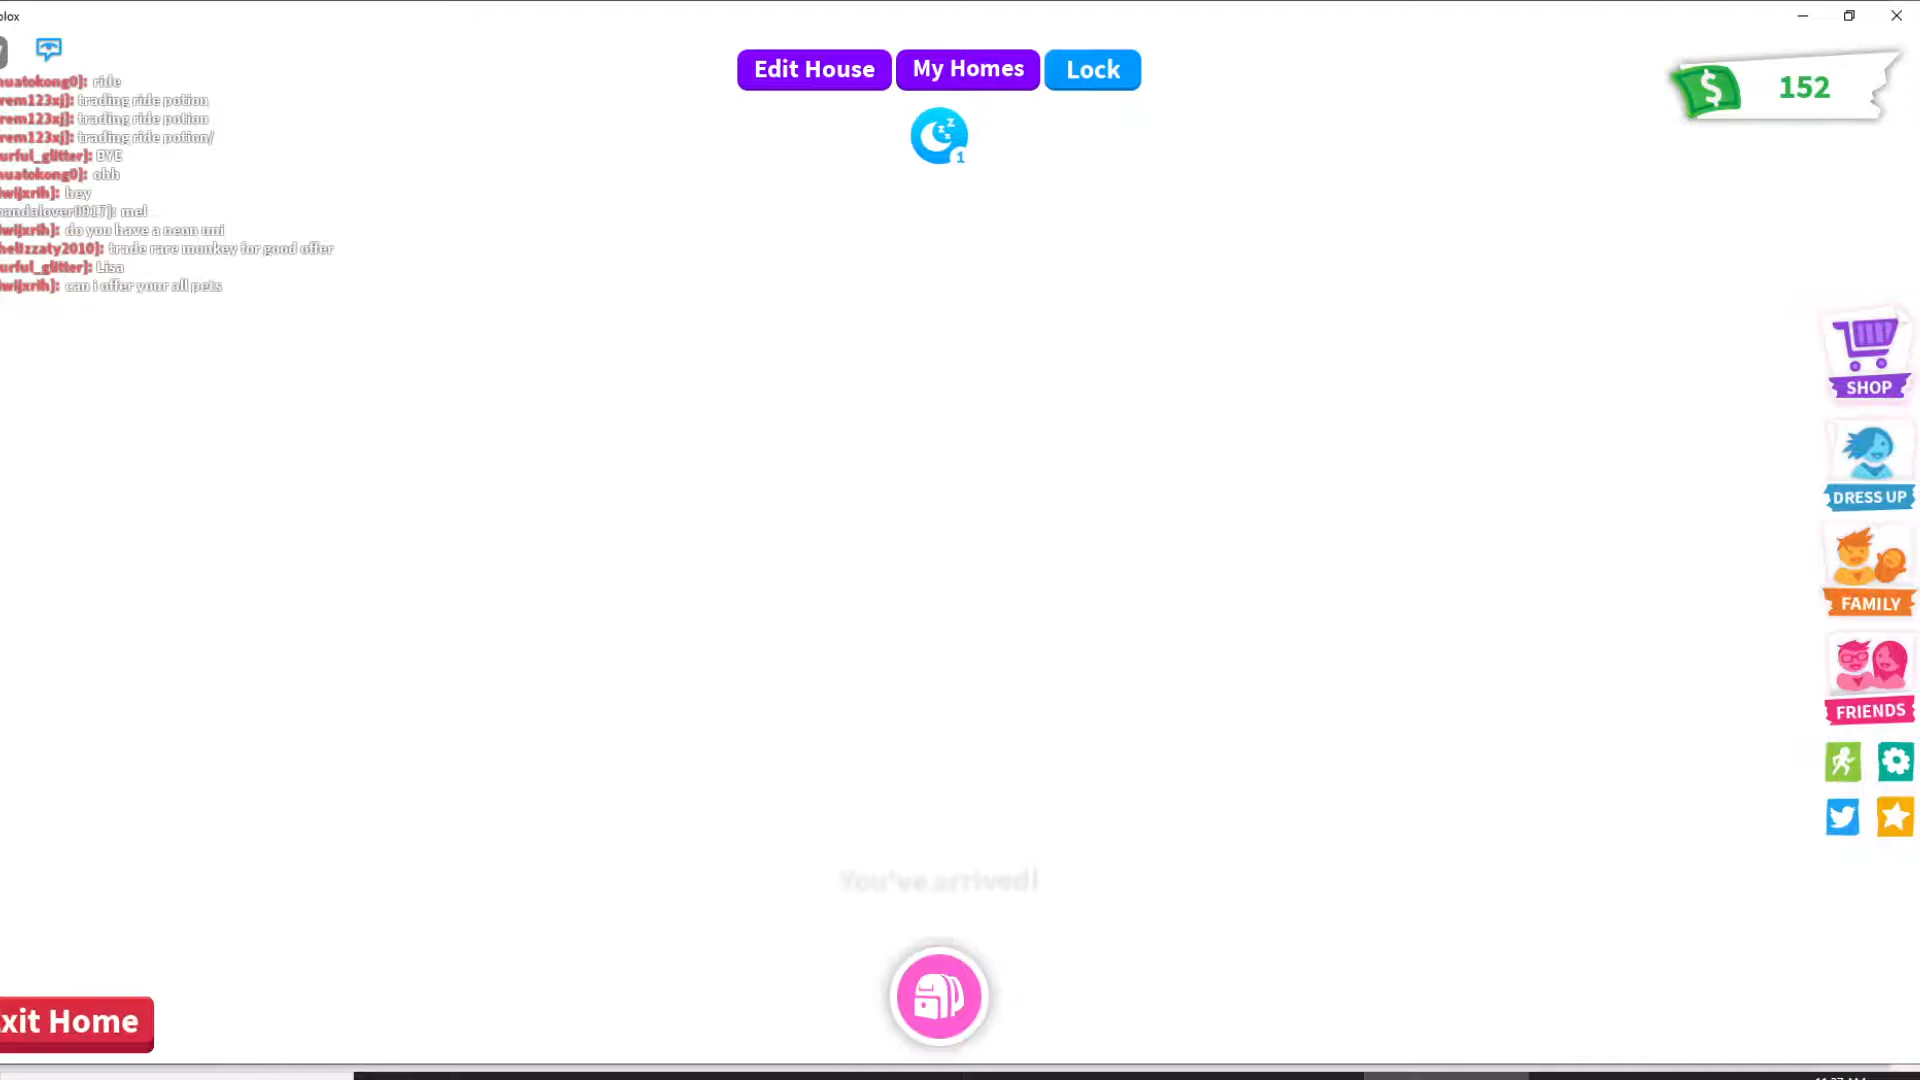 olox
Edit House
My Homes
Lock
152
1
uatokong0]: ride
rem123xj]: trading ride potion
rem123xj]: trading ride potion
rem123xj]: trading ride potion/
urful_glitter]: BYE
uatokong0]: ohh
wijxrih]: hey
pandalover0917]: mel
wijxrih]: do you have a neon uni
helizzaty2010]: trade rare monkey for good offer
urful_glitter]: Lisa
wijxrih]: can i offer your all pets
SHOP
DRESS UP
FAMILY
FRIENDS
You've arrived!
xit Home